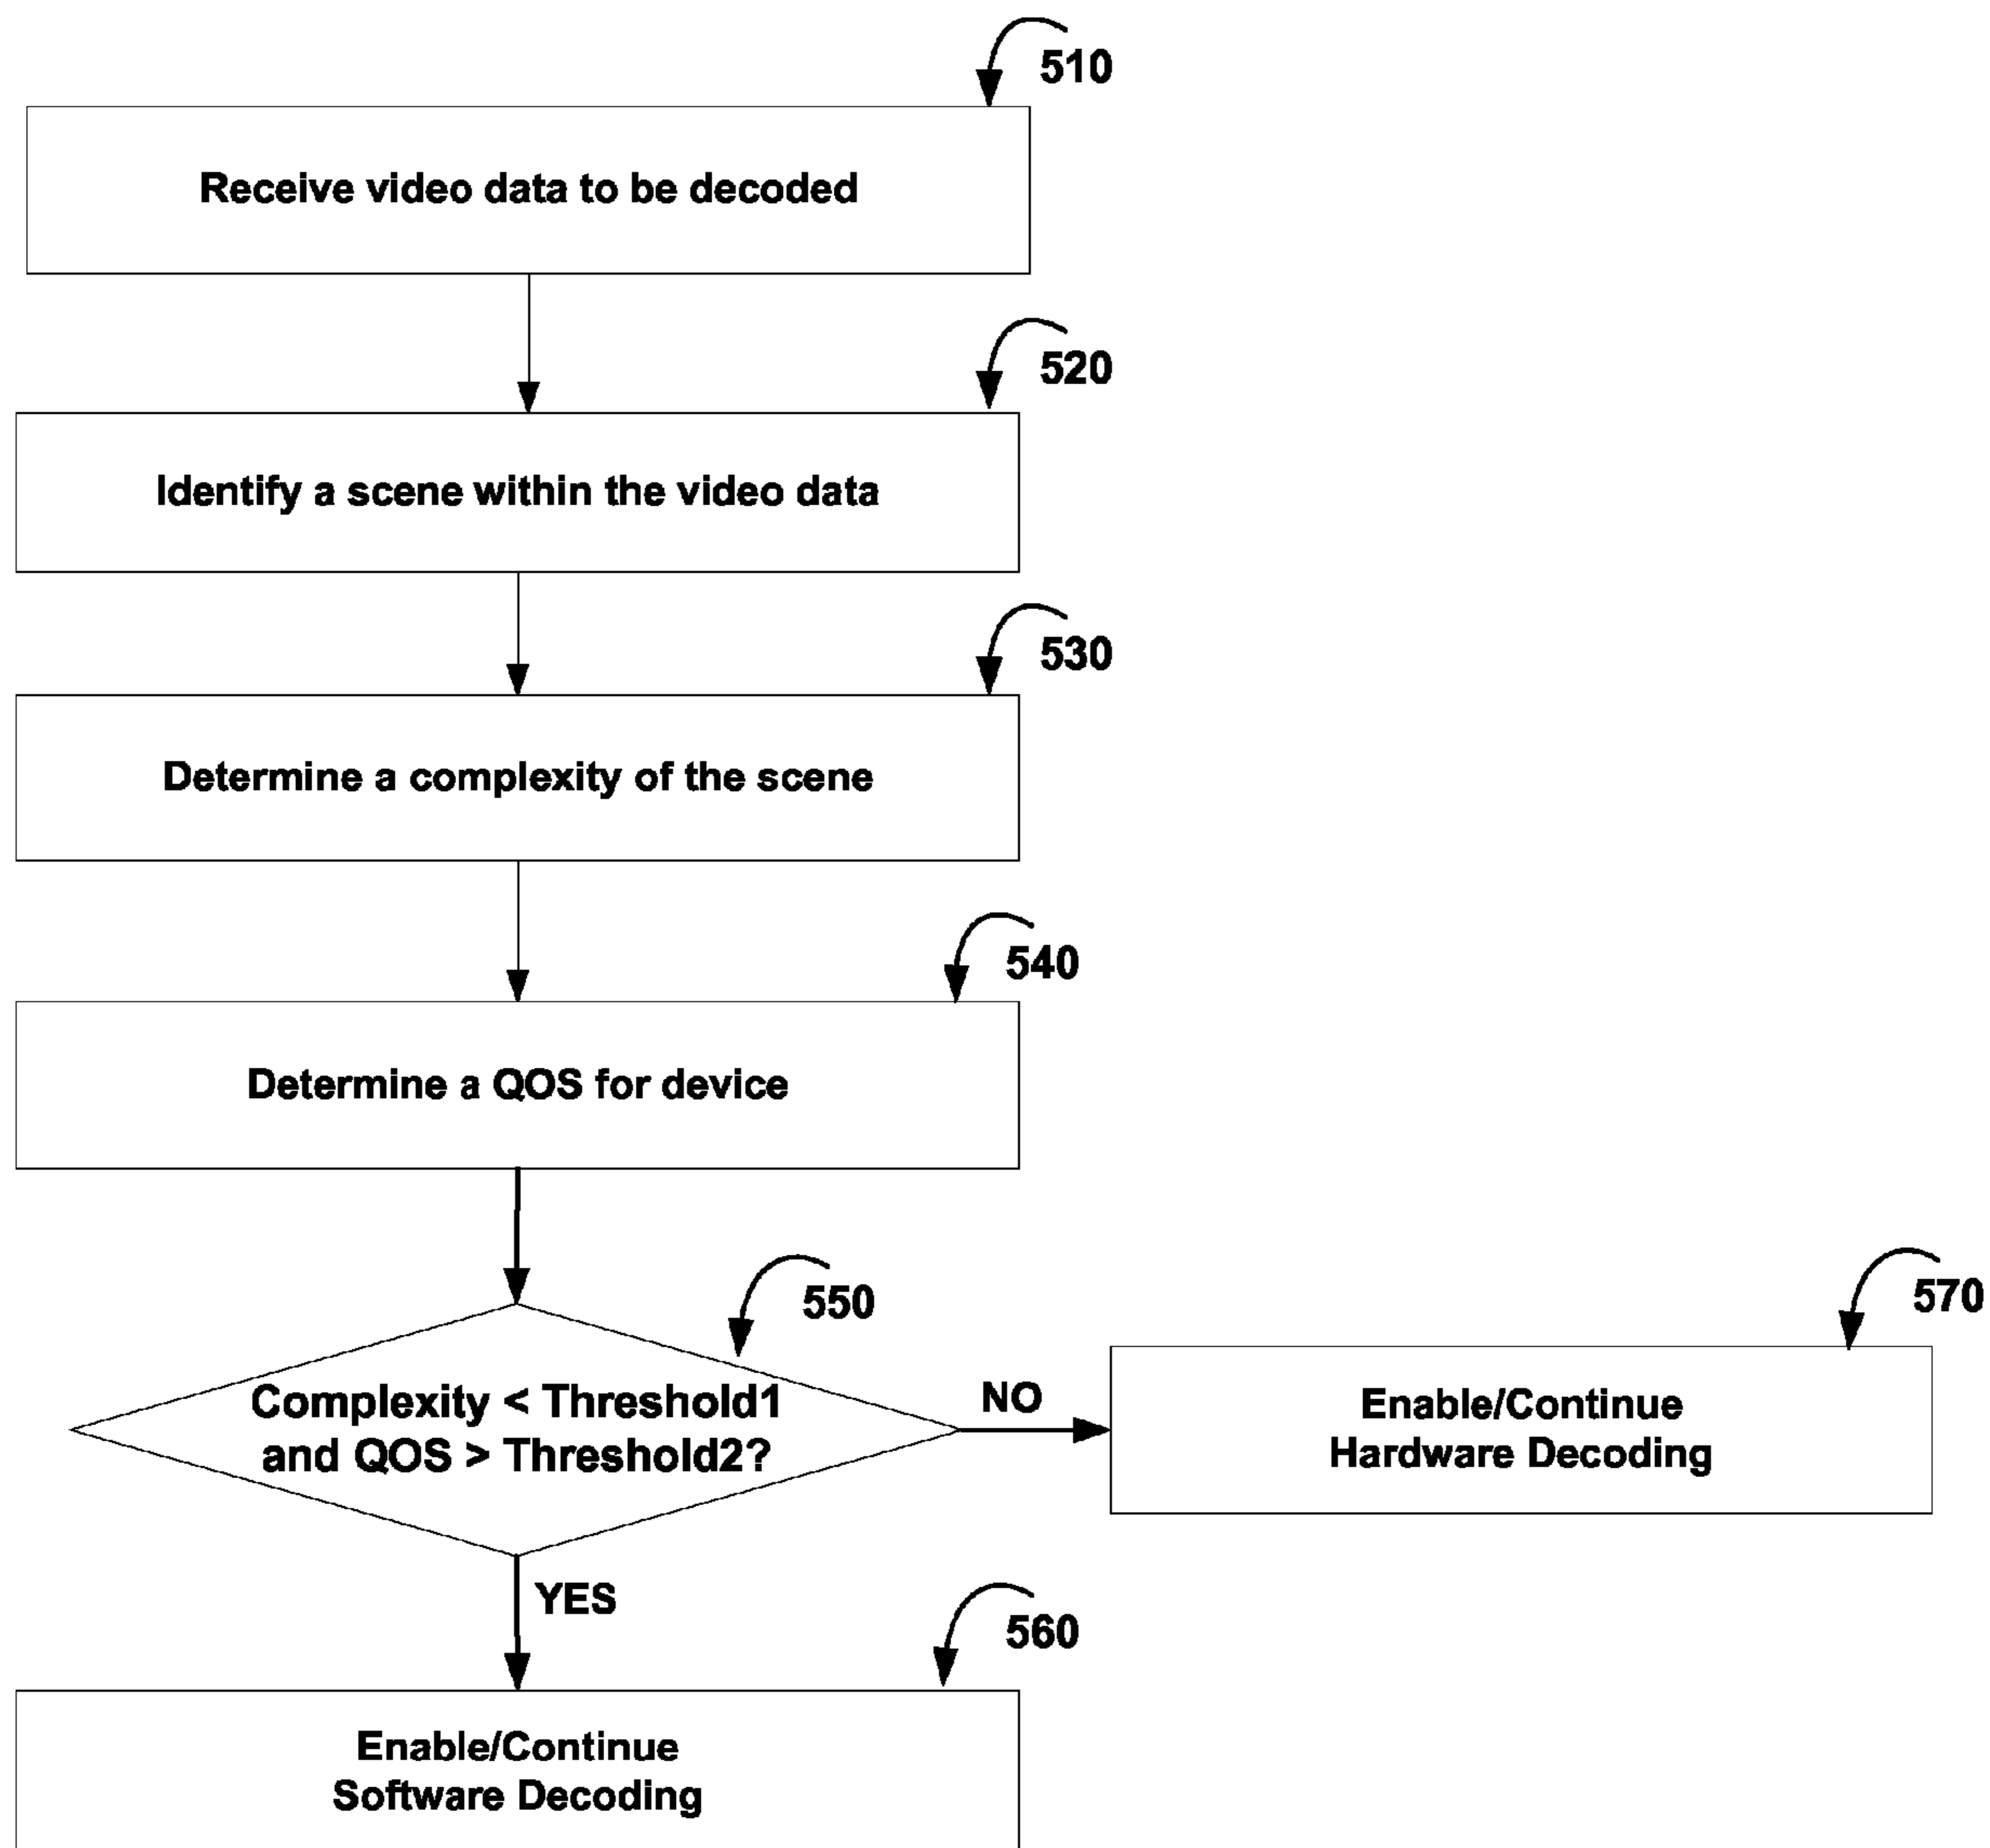 510
Receive video data to be decoded
520
Identify a scene within the video data
530
Determine a complexity of the scene
540
Determine a QOS for device
550
Complexity < Threshold1
and QOS > Threshold2?
NO
570
Enable/Continue
Hardware Decoding
YES
560
Enable/Continue
Software Decoding